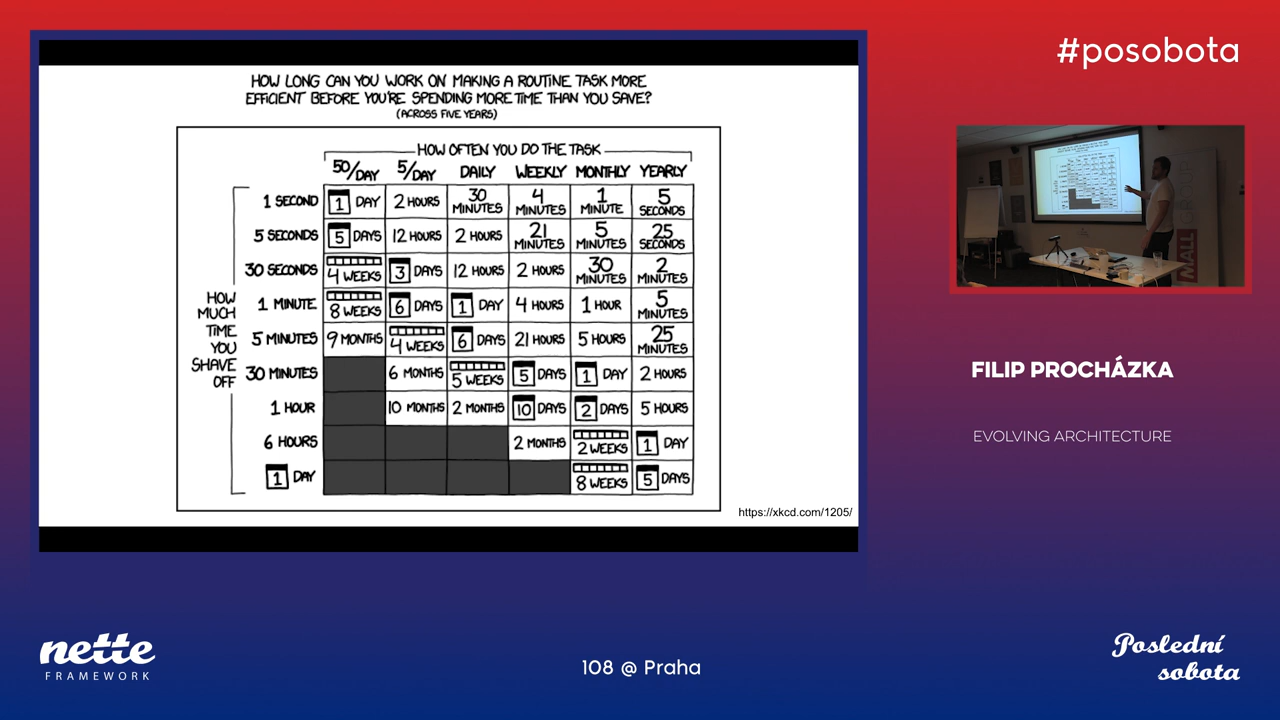 #posobota
HOW LONG CAN YOU WORK ON MAKING A ROUTINE TASK MORE
EFFICIENT BEFORE YOU'RE SPENDING MORE TIME THAN YOU SAVE?
(ACROSS FIVE YEARS)
HOW OFTEN YOU DO THE TASK
50/DAY 5/DAY DAILY WEEKLY MONTHLY YEARLY
HOW MUCH TIME YOU SHAVE OFF
1 SECOND 1 DAY 2 HOURS 30 MINUTES 4 MINUTES 1 MINUTE 5 SECONDS
5 SECONDS 5 DAYS 12 HOURS 2 HOURS 21 MINUTES 5 MINUTES 25 SECONDS
30 SECONDS 4 WEEKS 3 DAYS 12 HOURS 2 HOURS 30 MINUTES 2 MINUTES
1 MINUTE 8 WEEKS 6 DAYS 1 DAY 4 HOURS 1 HOUR 5 MINUTES
5 MINUTES 9 MONTHS 4 WEEKS 6 DAYS 21 HOURS 5 HOURS 25 MINUTES
30 MINUTES 6 MONTHS 5 WEEKS 5 DAYS 1 DAY 2 HOURS
1 HOUR 10 MONTHS 2 MONTHS 10 DAYS 2 DAYS 5 HOURS
6 HOURS 2 MONTHS 2 WEEKS 1 DAY
1 DAY 8 WEEKS 5 DAYS
https://xkcd.com/1205/
MALL
FILIP PROCHÁZKA
EVOLVING ARCHITECTURE
nette
FRAMEWORK
108 @ Praha
Poslední
sobota